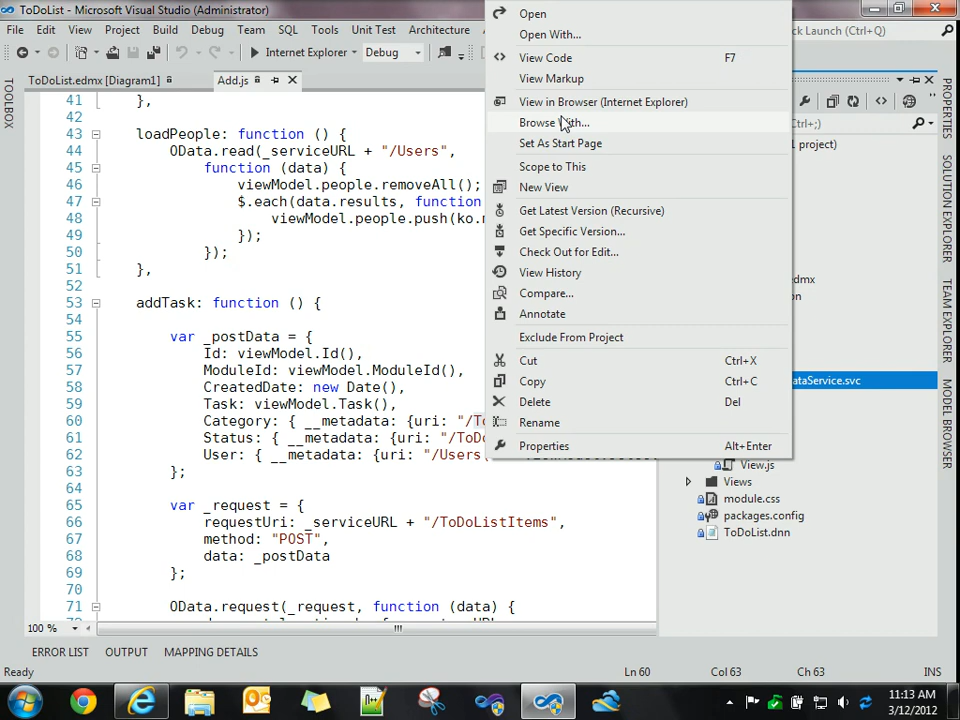 ToDoList - Microsoft Visual Studio (Administrator)
File Edit View Project Build Debug Team SQL Tools Unit Test Architecture
k Launch (Ctrl+Q)
Internet Explorer Debug
ToDoList.edmx [Diagram1] Add.js
TOOLBOX
41 },
42
43 loadPeople: function () {
44 OData.read(_serviceURL + "/Users",
45 function (data) {
46 viewModel.people.removeAll();
47 $.each(data.results, function
48 viewModel.people.push(ko.m
49 });
50 });
51 },
52
53 addTask: function () {
54
55 var _postData = {
56 Id: viewModel.Id(),
57 ModuleId: viewModel.ModuleId(),
58 CreatedDate: new Date(),
59 Task: viewModel.Task(),
60 Category: { __metadata: {uri: "/T
61 Status: { __metadata: {uri: "/ToD
62 User: { __metadata: {uri: "/Users(
63 };
64
65 var _request = {
66 requestUri: _serviceURL + "/ToDoListItems",
67 method: "POST",
68 data: _postData
69 };
70
71 OData.request(_request, function (data) {
100 %
Open
Open With...
View Code F7
View Markup
View in Browser (Internet Explorer)
Browse With...
Set As Start Page
Scope to This
New View
Get Latest Version (Recursive)
Get Specific Version...
Check Out for Edit...
View History
Compare...
Annotate
Exclude From Project
Cut Ctrl+X
Copy Ctrl+C
Delete Del
Rename
Properties Alt+Enter
+;)
1 project)
edmx
on
ataService.svc
View.js
Views
module.css
packages.config
ToDoList.dnn
PROPERTIES
SOLUTION EXPLORER
TEAM EXPLORER
MODEL BROWSER
ERROR LIST OUTPUT MAPPING DETAILS
Ready Ln 60 Col 63 Ch 63 INS
11:13 AM
3/12/2012